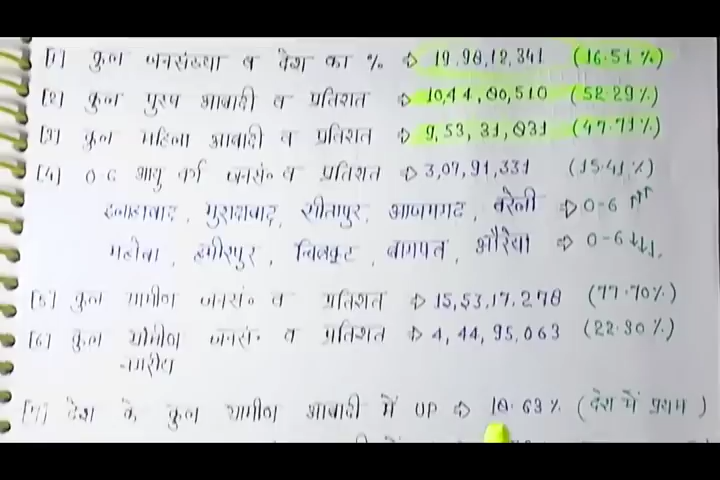 [1] कुल जनसंख्या व देश का % ⇒ 19,98,12,341 (16.51%)
[2] कुल पुरुष आबादी व प्रतिशत ⇒ 10,44,80,510 (52.29%)
[3] कुल महिला आबादी व प्रतिशत ⇒ 9,53,31,831 (47.71%)
[4] 0-6 आयु वर्ग जनसं० व प्रतिशत ⇒ 3,07,91,331 (15.41%)
इलाहाबाद, मुरादाबाद, सीतापुर, आजमगढ, बरेली ⇒ 0-6 ↑↑↑
महोबा, हमीरपुर, चित्रकूट, बागपत, औरैया ⇒ 0-6 ↓↓↓
[5] कुल ग्रामीण जनसं० व प्रतिशत ⇒ 15,53,17,278 (77.70%)
[6] कुल ग्रामीण जनसं० व प्रतिशत ⇒ 4,44,95,063 (22.30%)
नगरीय
[7] देश के कुल ग्रामीण आबादी में UP ⇒ 18.63% (देश में प्रथम)